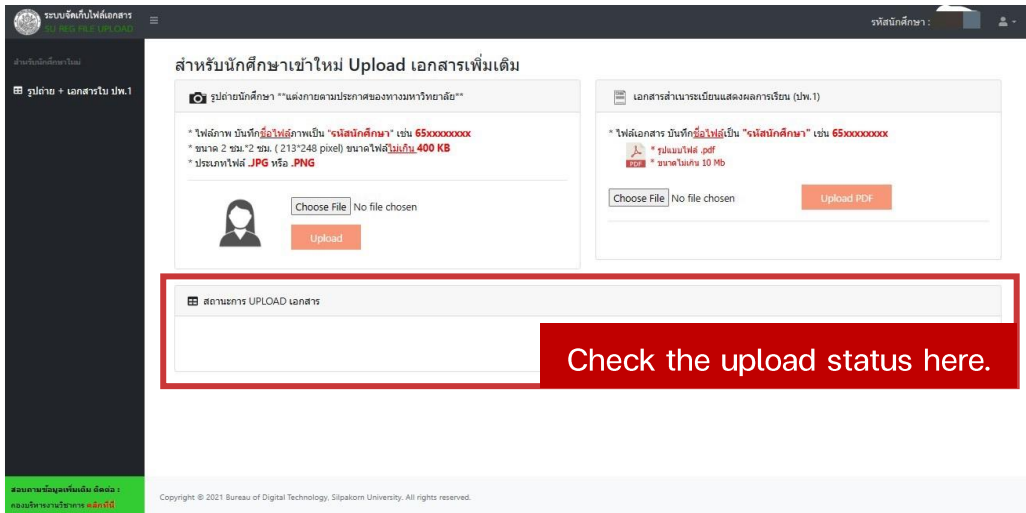 ระบบจัดเก็บไฟล์เอกสาร
SU REG FILE UPLOAD
รหัสนักศึกษา :
สำหรับนักศึกษาใหม่
รูปถ่าย + เอกสารใบ ปพ.1
สำหรับนักศึกษาเข้าใหม่ Upload เอกสารเพิ่มเติม
รูปถ่ายนักศึกษา **แต่งกายตามประกาศของทางมหาวิทยาลัย**
* ไฟล์ภาพ บันทึกชื่อไฟล์ภาพเป็น "รหัสนักศึกษา" เช่น 65xxxxxxxx
* ขนาด 2 ซม.*2 ซม. ( 213*248 pixel) ขนาดไฟล์ไม่เกิน 400 KB
* ประเภทไฟล์ .JPG หรือ .PNG
Choose File No file chosen
Upload
เอกสารสำเนาระเบียนแสดงผลการเรียน (ปพ.1)
* ไฟล์เอกสาร บันทึกชื่อไฟล์เป็น "รหัสนักศึกษา" เช่น 65xxxxxxxx
* รูปแบบไฟล์ .pdf
PDF * ขนาดไม่เกิน 10 Mb
Choose File No file chosen
Upload PDF
สถานะการ UPLOAD เอกสาร
Check the upload status here.
สอบถามข้อมูลเพิ่มเติม ติดต่อ :
กองบริหารงานวิชาการ คลิกที่นี่
Copyright © 2021 Bureau of Digital Technology, Silpakorn University. All rights reserved.